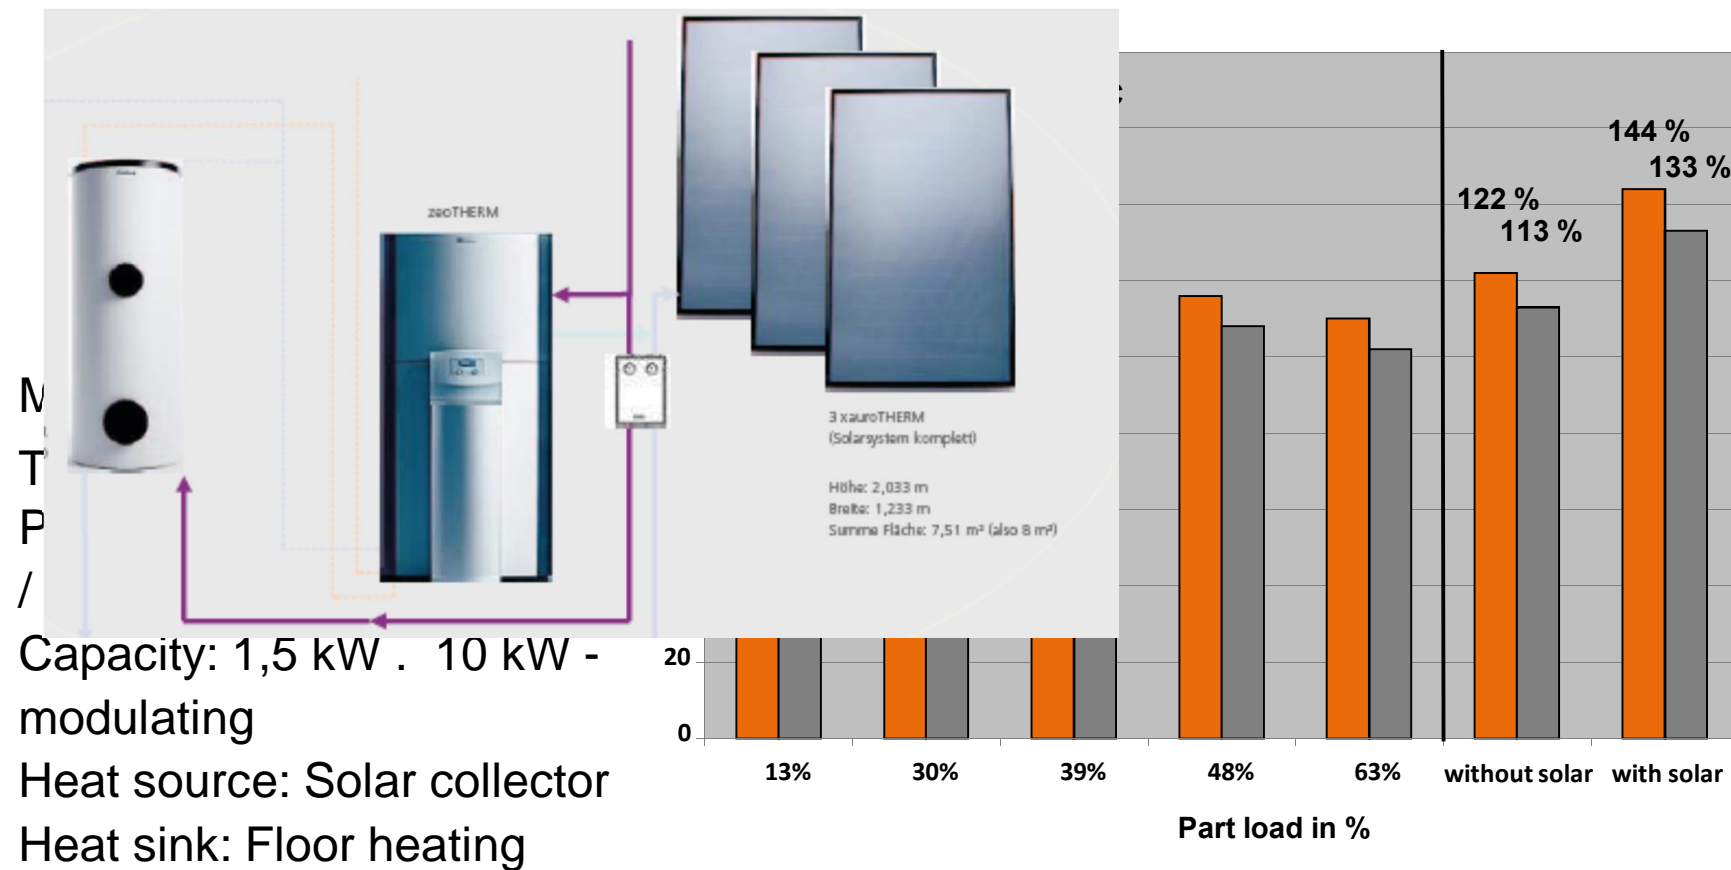 zeoTHERM
3 xauroTHERM
(Solarsystem komplett)
Höhe: 2,033 m
Breite: 1,233 m
Summe Fläche: 7,51 m² (also 8 m²)
/
Capacity: 1,5 kW . 10 kW -
modulating
Heat source: Solar collector
Heat sink: Floor heating
144 %
133 %
122 %
113 %
20
0
13% 30% 39% 48% 63% without solar with solar
Part load in %